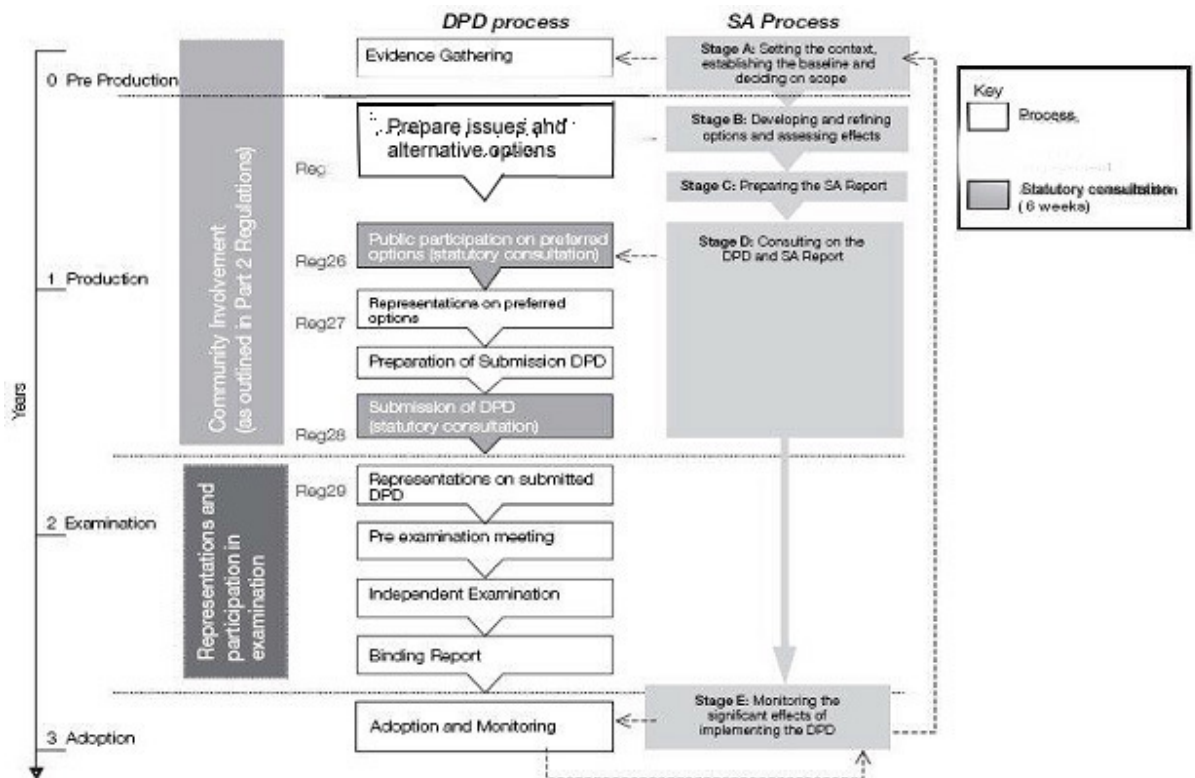 DPD process
SA Process
Evidence Gathering
Stage A: Setting the context,
establishing the baseline and
deciding on scope
0 Pre Production
Key
Process
Statutory consultation
(6 weeks)
Prepare issues and
alternative options
Reg
Stage B: Developing and refining
options and assessing effects
Stage C: Preparing the SA Report
Community Involvement
(as outlined in Part 2 Regulations)
Public participation on preferred
options (statutory consultation)
Reg26
Stage D: Consulting on the
DPD and SA Report
1 Production
Representations on preferred
options
Reg27
Preparation of Submission DPD
Years
Submission of DPD
(statutory consultation)
Reg28
Representations and
participation in
examination
Reg29
Representations on submitted
DPD
2 Examination
Pre examination meeting
Independent Examination
Binding Report
Adoption and Monitoring
Stage E: Monitoring the
significant effects of
implementing the DPD
3 Adoption